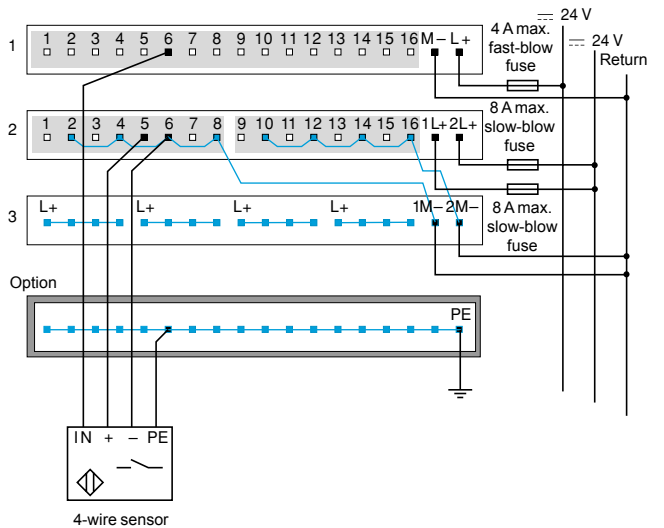 24 V
24 V
Return
1
1 2 3 4 5 6 7 8 9 10 11 12 13 14 15 16 M– L+
4 A max.
fast-blow
fuse
2
1 2 3 4 5 6 7 8 9 10 11 12 13 14 15 16 1L+ 2L+
8 A max.
slow-blow
fuse
3
L+ L+ L+ L+ 1M– 2M–
8 A max.
slow-blow
fuse
Option
PE
IN + – PE
4-wire sensor